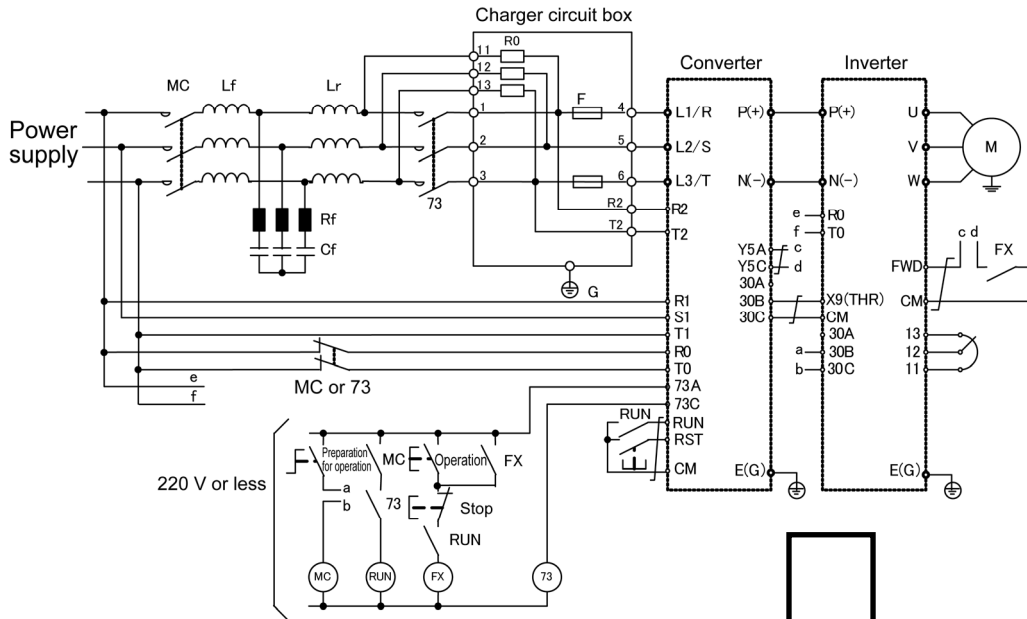 Charger circuit box
11 R0
12
13
MC Lf Lr
Power supply
1 F 4
2 5
3 6
73
Rf
Cf
R2
T2
G
Converter
L1/R P(+)
L2/S
L3/T N(-)
R2
T2
Y5A c
Y5C d
30A
R1 30B
S1 30C
T1
R0
T0
73A
73C
RUN RUN
RST
CM
E(G)
Inverter
P(+) U
V
N(-) W
M
e R0
f T0
c d FX
FWD
X9(THR) CM
CM
30A 13
a 30B 12
b 30C 11
E(G)
MC or 73
e
f
220 V or less
Preparation for operation
MC
Operation
FX
a
b
73
Stop
RUN
MC RUN FX 73